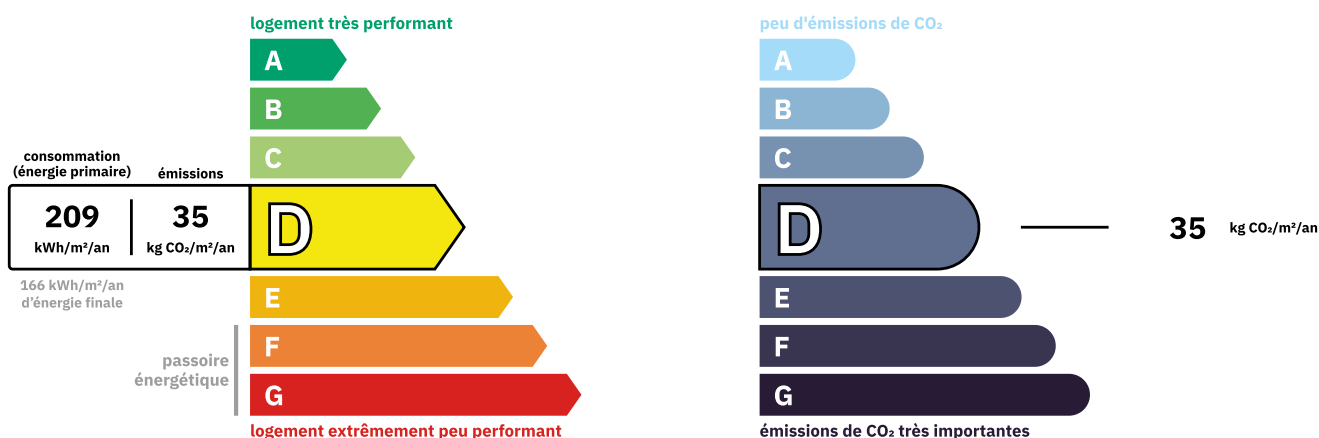 logement très performant
A
B
C
consommation
(énergie primaire)
émissions
209
kWh/m²/an
35
kg CO₂/m²/an
D
166 kWh/m²/an
d'énergie finale
E
F
passoire
énergétique
G
logement extrêmement peu performant
peu d'émissions de CO₂
A
B
C
D
35 kg CO₂/m²/an
E
F
G
émissions de CO₂ très importantes